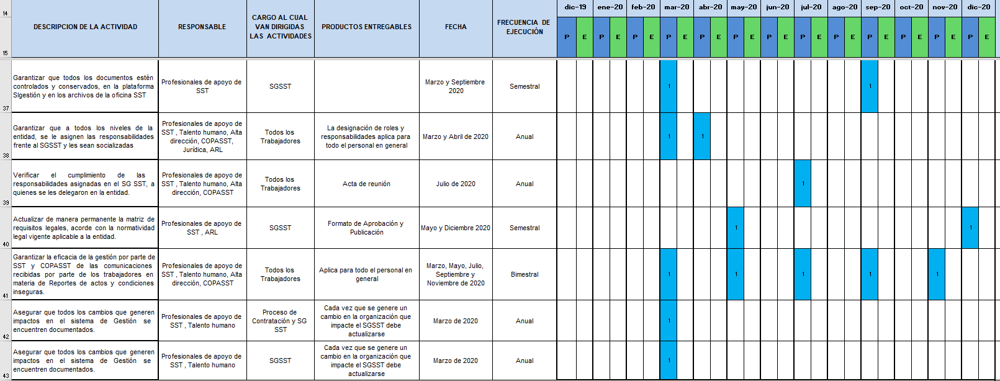 14
15
DESCRIPCION DE LA ACTIVIDAD
RESPONSABLE
CARGO AL CUAL
VAN DIRIGIDAS
LAS ACTIVIDADES
PRODUCTOS ENTREGABLES
FECHA
FRECUENCIA DE
EJECUCIÓN
dic-19 ene-20 feb-20 mar-20 abr-20 may-20 jun-20 jul-20 ago-20 sep-20 oct-20 nov-20 dic-20
P E P E P E P E P E P E P E P E P E P E P E P E P E
37
Garantizar que todos los documentos estén
controlados y conservados, en la plataforma
SIgestión y en los archivos de la oficina SST
Profesionales de apoyo de
SST
SGSST
Marzo y Septiembre
2020
Semestral
1 1
38
Garantizar que a todos los niveles de la
entidad, se le asignen las responsabilidades
frente al SGSST y les sean socializadas
Profesionales de apoyo de
SST , Talento humano, Alta
dirección, COPASST,
Jurídica, ARL
Todos los
Trabajadores
La designación de roles y
responsabilidades aplica para
todo el personal en general
Marzo y Abril de 2020
Anual
1 1
39
Verificar el cumplimiento de las
responsabilidades asignadas en el SG SST, a
quienes se les delegaron en la entidad.
Profesionales de apoyo de
SST , Talento humano, Alta
dirección, COPASST
Todos los
Trabajadores
Acta de reunión
Julio de 2020
Anual
1
40
Actualizar de manera permanente la matriz de
requisitos legales, acorde con la normatividad
legal vigente aplicable a la entidad.
Profesionales de apoyo de
SST , ARL
SGSST
Formato de Aprobación y
Publicación
Mayo y Diciembre 2020
Semestral
1 1
41
Garantizar la eficacia de la gestión por parte de
SST y COPASST de las comunicaciones
recibidas por parte de los trabajadores en
materia de Reportes de actos y condiciones
inseguras.
Profesionales de apoyo de
SST , Talento humano, Alta
dirección, COPASST
Todos los
Trabajadores
Aplica para todo el personal en
general
Marzo, Mayo, Julio,
Septiembre y
Noviembre de 2020
Bimestral
1 1 1 1 1
42
Asegurar que todos los cambios que generen
impactos en el sistema de Gestión se
encuentren documentados.
Profesionales de apoyo de
SST , Talento humano
Proceso de
Contratación y SG
SST
Cada vez que se genere un
cambio en la organización que
impacte el SGSST debe
actualizarse
Marzo de 2020
Anual
1
43
Asegurar que todos los cambios que generen
impactos en el sistema de Gestión se
encuentren documentados.
Profesionales de apoyo de
SST , Talento humano
SGSST
Cada vez que se genere un
cambio en la organización que
impacte el SGSST debe
actualizarse
Marzo de 2020
Anual
1